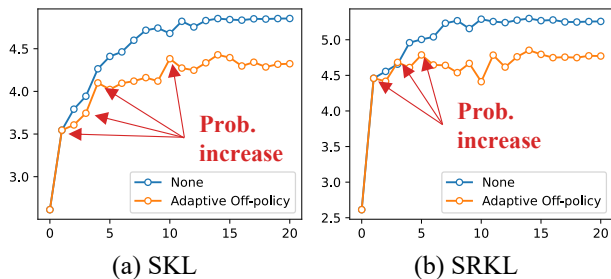 4.5
4.0
3.5
3.0
Prob.
increase
None
Adaptive Off-policy
0
5
10
15
20
(a) SKL
5.0
4.5
4.0
3.5
3.0
2.5
Prob.
increase
None
Adaptive Off-policy
0
5
10
15
20
(b) SRKL